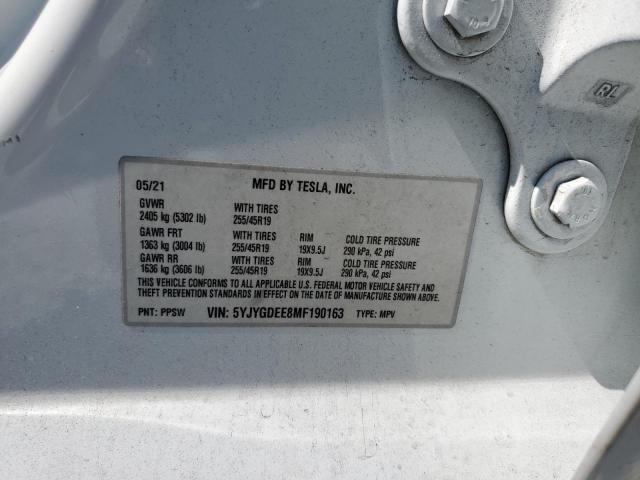 RL
05/21 MFD BY TESLA, INC.
GVWR WITH TIRES
2405 kg (5302 lb) 255/45R19
GAWR FRT WITH TIRES RIM COLD TIRE PRESSURE
1363 kg (3004 lb) 255/45R19 19X9.5J 290 kPa, 42 psi
GAWR RR WITH TIRES RIM COLD TIRE PRESSURE
1636 kg (3606 lb) 255/45R19 19X9.5J 290 kPa, 42 psi
THIS VEHICLE CONFORMS TO ALL APPLICABLE U.S. FEDERAL MOTOR VEHICLE SAFETY AND
THEFT PREVENTION STANDARDS IN EFFECT ON THE DATE OF MANUFACTURE SHOWN ABOVE.
PNT: PPSW VIN: 5YJYGDEE8MF190163 TYPE: MPV